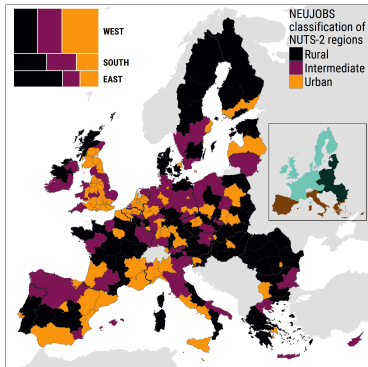 NEUJOBS
classification of
NUTS-2 regions
Rural
Intermediate
Urban
WEST
SOUTH
EAST